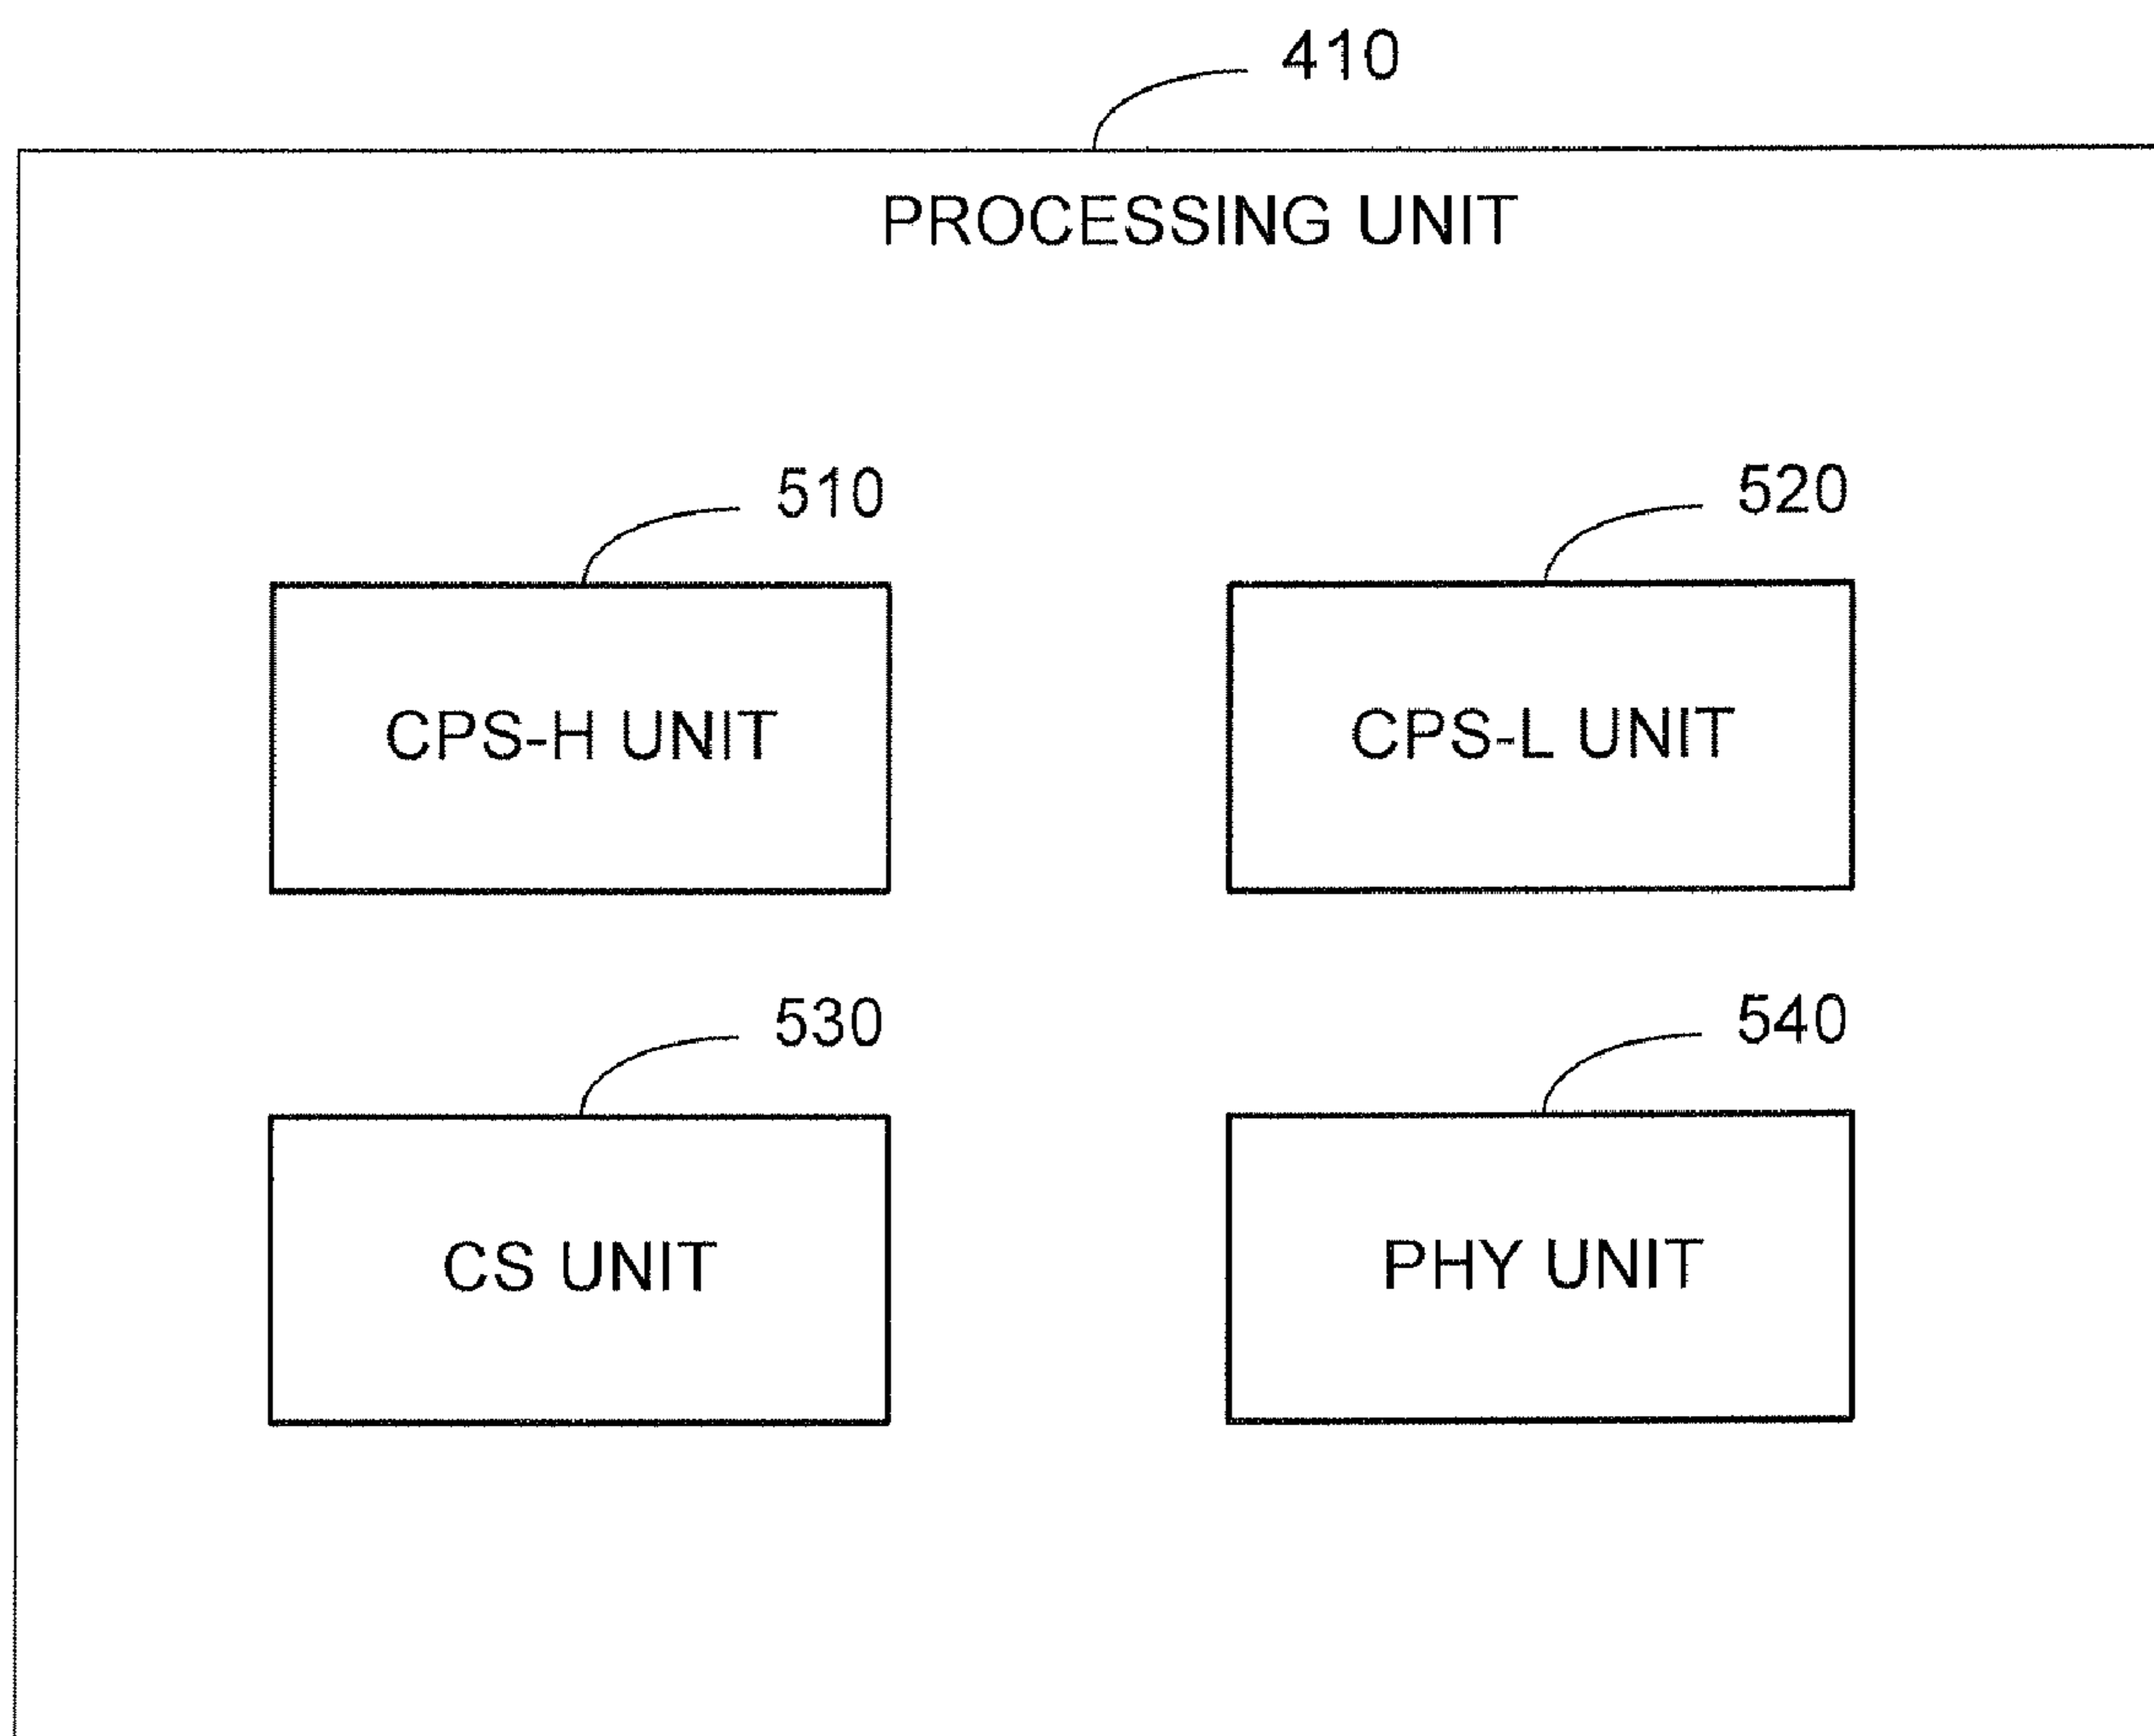 410
PROCESSING UNIT
510
520
CPS-H UNIT
CPS-L UNIT
530
540
CS UNIT
PHY UNIT